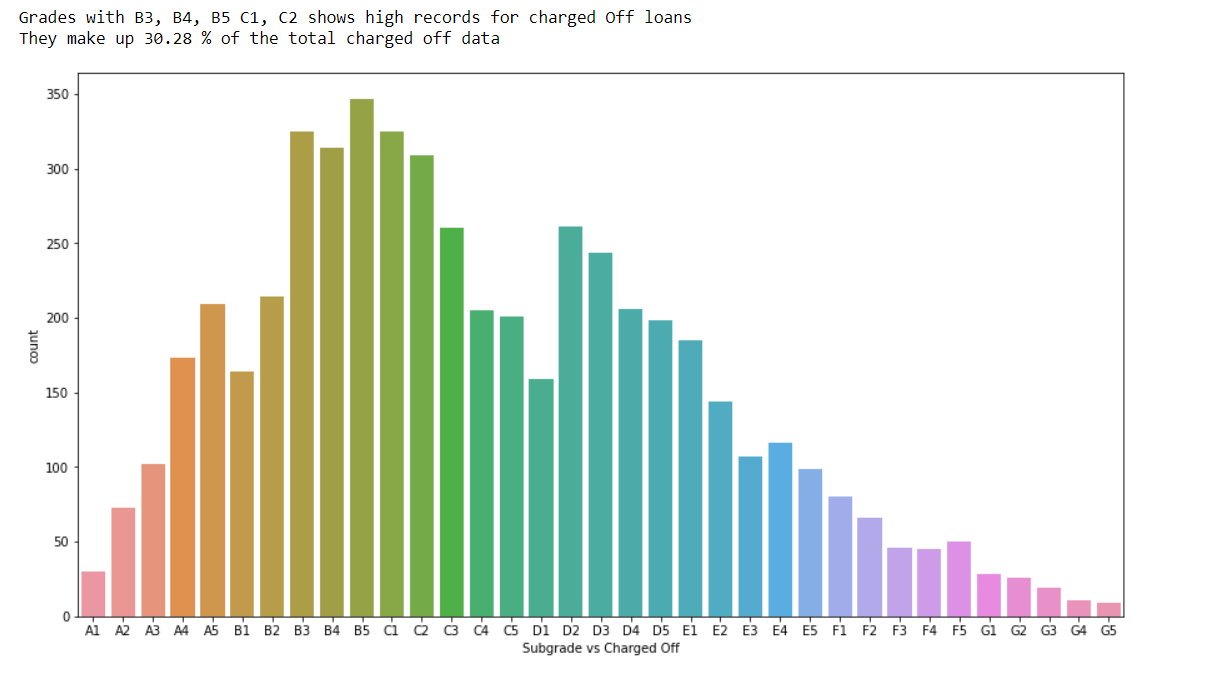 Grades with B3, B4, B5 C1, C2 shows high records for charged Off loans
They make up 30.28 % of the total charged off data
350
300
250
200
150
100
50
0
count
A1 A2 A3 A4 A5 B1 B2 B3 B4 B5 C1 C2 C3 C4 C5 D1 D2 D3 D4 D5 E1 E2 E3 E4 E5 F1 F2 F3 F4 F5 G1 G2 G3 G4 G5
Subgrade vs Charged Off